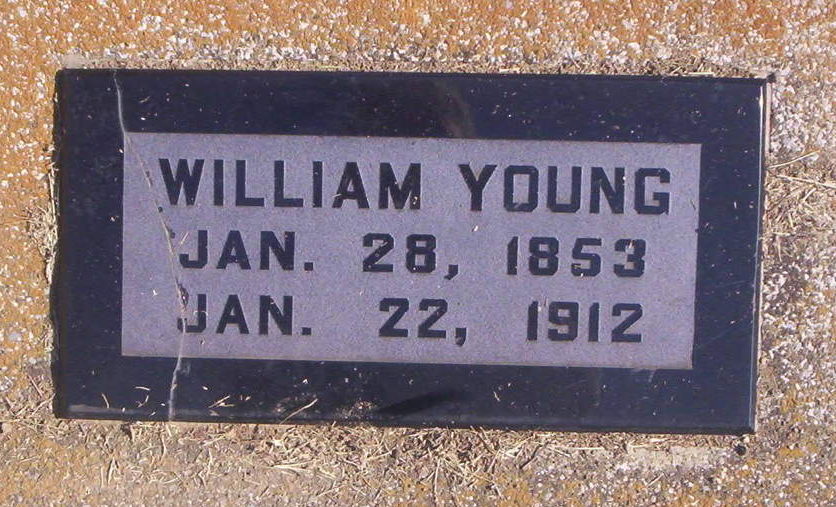 WILLIAM YOUNG
JAN. 28, 1853
JAN. 22, 1912